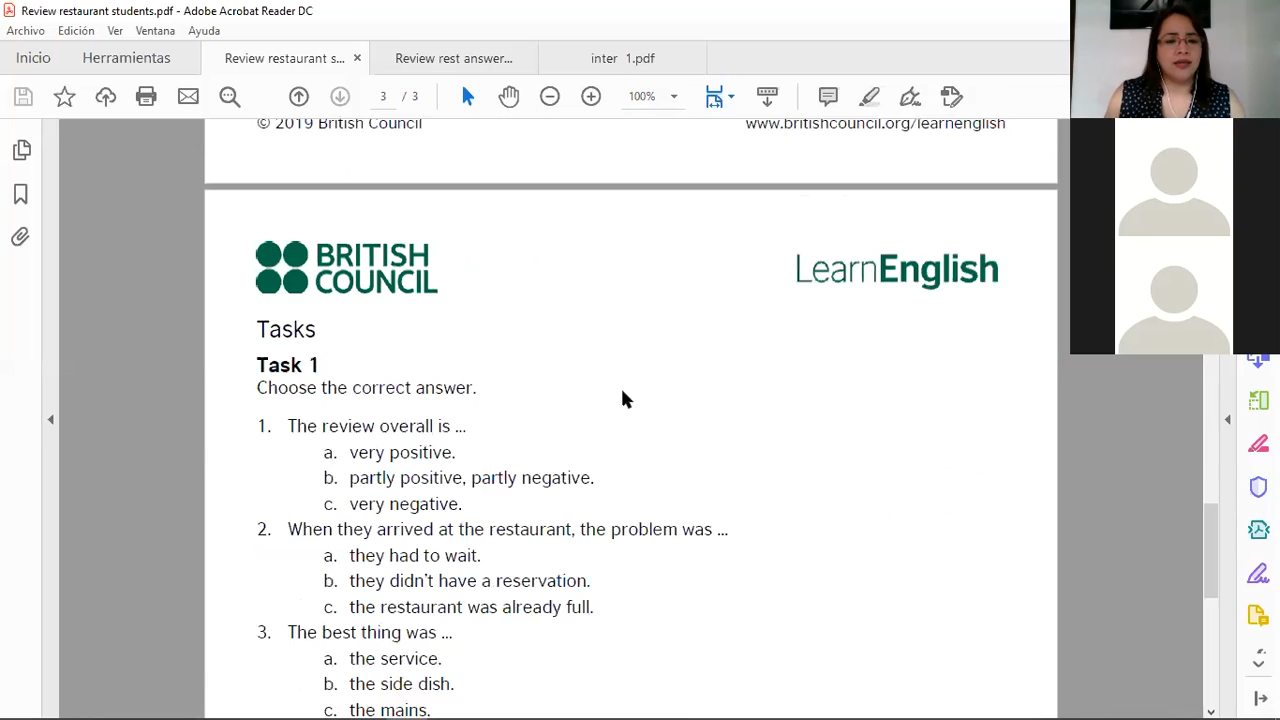 Review restaurant students.pdf - Adobe Acrobat Reader DC
Archivo Edición Ver Ventana Ayuda
Inicio Herramientas Review restaurant s... × Review rest answer... inter 1.pdf
3 / 3 100%
© 2019 British Council www.britishcouncil.org/learnenglish
BRITISH COUNCIL LearnEnglish
Tasks
Task 1
Choose the correct answer.
1. The review overall is ...
a. very positive.
b. partly positive, partly negative.
c. very negative.
2. When they arrived at the restaurant, the problem was ...
a. they had to wait.
b. they didn't have a reservation.
c. the restaurant was already full.
3. The best thing was ...
a. the service.
b. the side dish.
c. the mains.